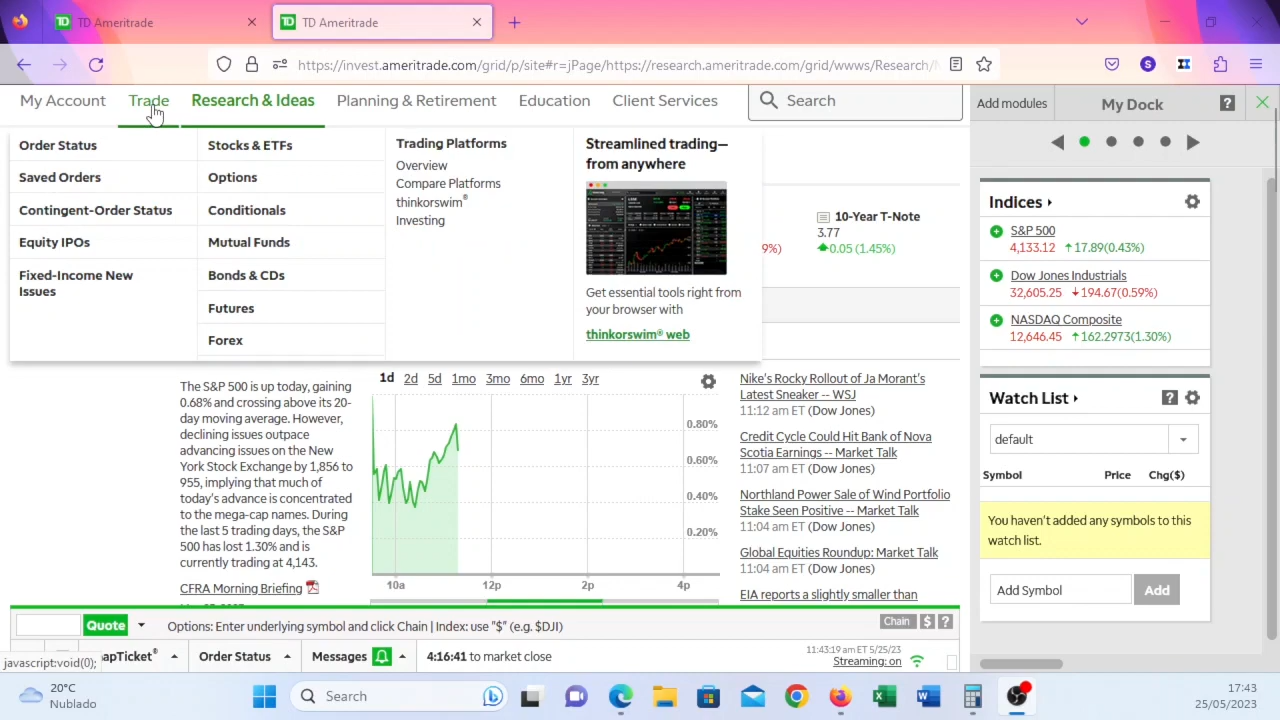 TD Ameritrade
TD Ameritrade
https://invest.ameritrade.com/grid/p/site#r=jPage/https://research.ameritrade.com/grid/wwws/Research/
My Account
Trade
Research & Ideas
Planning & Retirement
Education
Client Services
Search
Add modules
My Dock
?
Order Status
Saved Orders
Contingent-Order Status
Equity IPOs
Fixed-Income New
Issues
Stocks & ETFs
Options
Conditionals
Mutual Funds
Bonds & CDs
Futures
Forex
Trading Platforms
Overview
Compare Platforms
thinkorswim®
Investing
Streamlined trading—
from anywhere
Get essential tools right from
your browser with
thinkorswim® web
9%)
10-Year T-Note
3.77
0.05 (1.45%)
Indices
S&P 500
4,133.12 17.89(0.43%)
Dow Jones Industrials
32,605.25 194.67(0.59%)
NASDAQ Composite
12,646.45 162.2973(1.30%)
Watch List
?
default
Symbol Price Chg($)
You haven't added any symbols to this
watch list.
Add Symbol
Add
The S&P 500 is up today, gaining
0.68% and crossing above its 20-
day moving average. However,
declining issues outpace
advancing issues on the New
York Stock Exchange by 1,856 to
955, implying that much of
today's advance is concentrated
to the mega-cap names. During
the last 5 trading days, the S&P
500 has lost 1.30% and is
currently trading at 4,143.
CFRA Morning Briefing
1d 2d 5d 1mo 3mo 6mo 1yr 3yr
0.80%
0.60%
0.40%
0.20%
10a 12p 2p 4p
Nike's Rocky Rollout of Ja Morant's
Latest Sneaker -- WSJ
11:12 am ET (Dow Jones)
Credit Cycle Could Hit Bank of Nova
Scotia Earnings -- Market Talk
11:07 am ET (Dow Jones)
Northland Power Sale of Wind Portfolio
Stake Seen Positive -- Market Talk
11:04 am ET (Dow Jones)
Global Equities Roundup: Market Talk
11:04 am ET (Dow Jones)
EIA reports a slightly smaller than
Quote
Options: Enter underlying symbol and click Chain | Index: use "$" (e.g. $DJI)
Chain $ ?
javascript:void(0);
apTicket®
Order Status
Messages
4:16:41 to market close
11:43:19 am ET 5/25/23
Streaming: on
20°C
Nublado
Search
17:43
25/05/2023